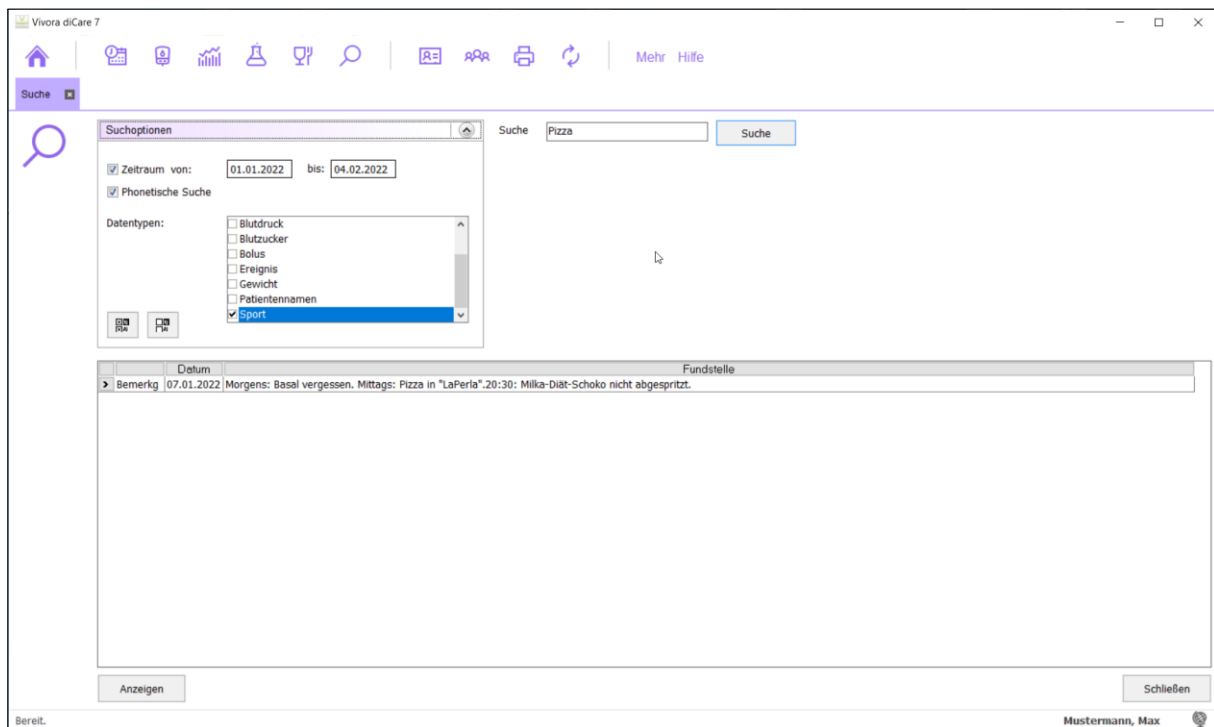 Vivora diCare 7
Mehr Hilfe
Suche
Suchoptionen
Suche Pizza Suche
Zeitraum von: 01.01.2022 bis: 04.02.2022
Phonetische Suche
Datentypen:
Blutdruck
Blutzucker
Bolus
Ereignis
Gewicht
Patientennamen
Sport
Datum Fundstelle
Bemerkg 07.01.2022 Morgens: Basal vergessen. Mittags: Pizza in "LaPerla".20:30: Milka-Diät-Schoko nicht abgespritzt.
Anzeigen Schließen
Bereit. Mustermann, Max